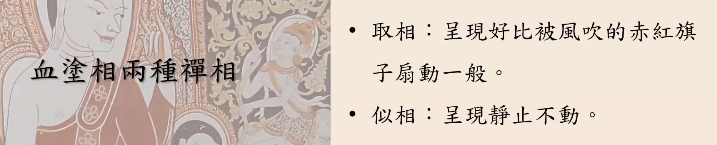 血塗相兩種禪相
• 取相：呈現好比被風吹的赤紅旗
子扇動一般。
• 似相：呈現靜止不動。